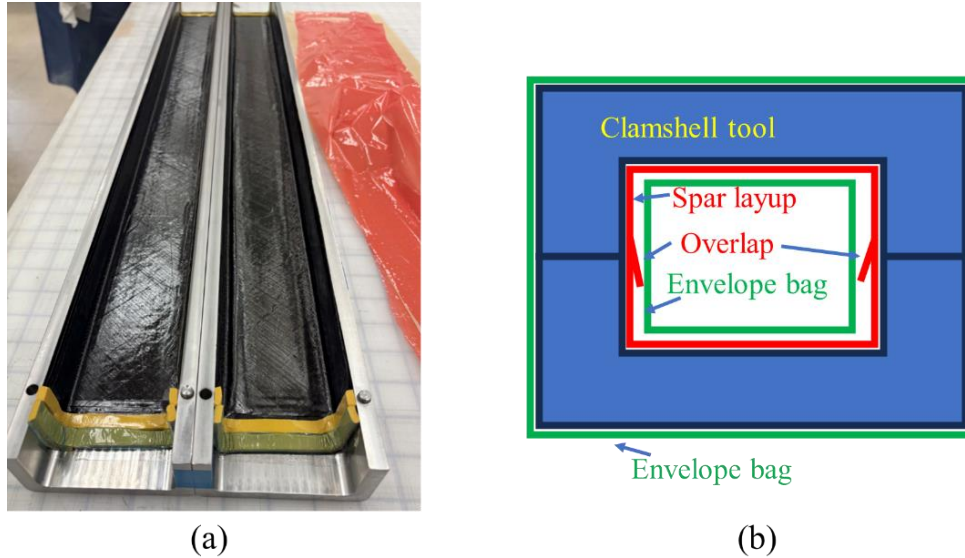 Clamshell tool
Spar layup
Overlap
Envelope bag
Envelope bag
(a)
(b)